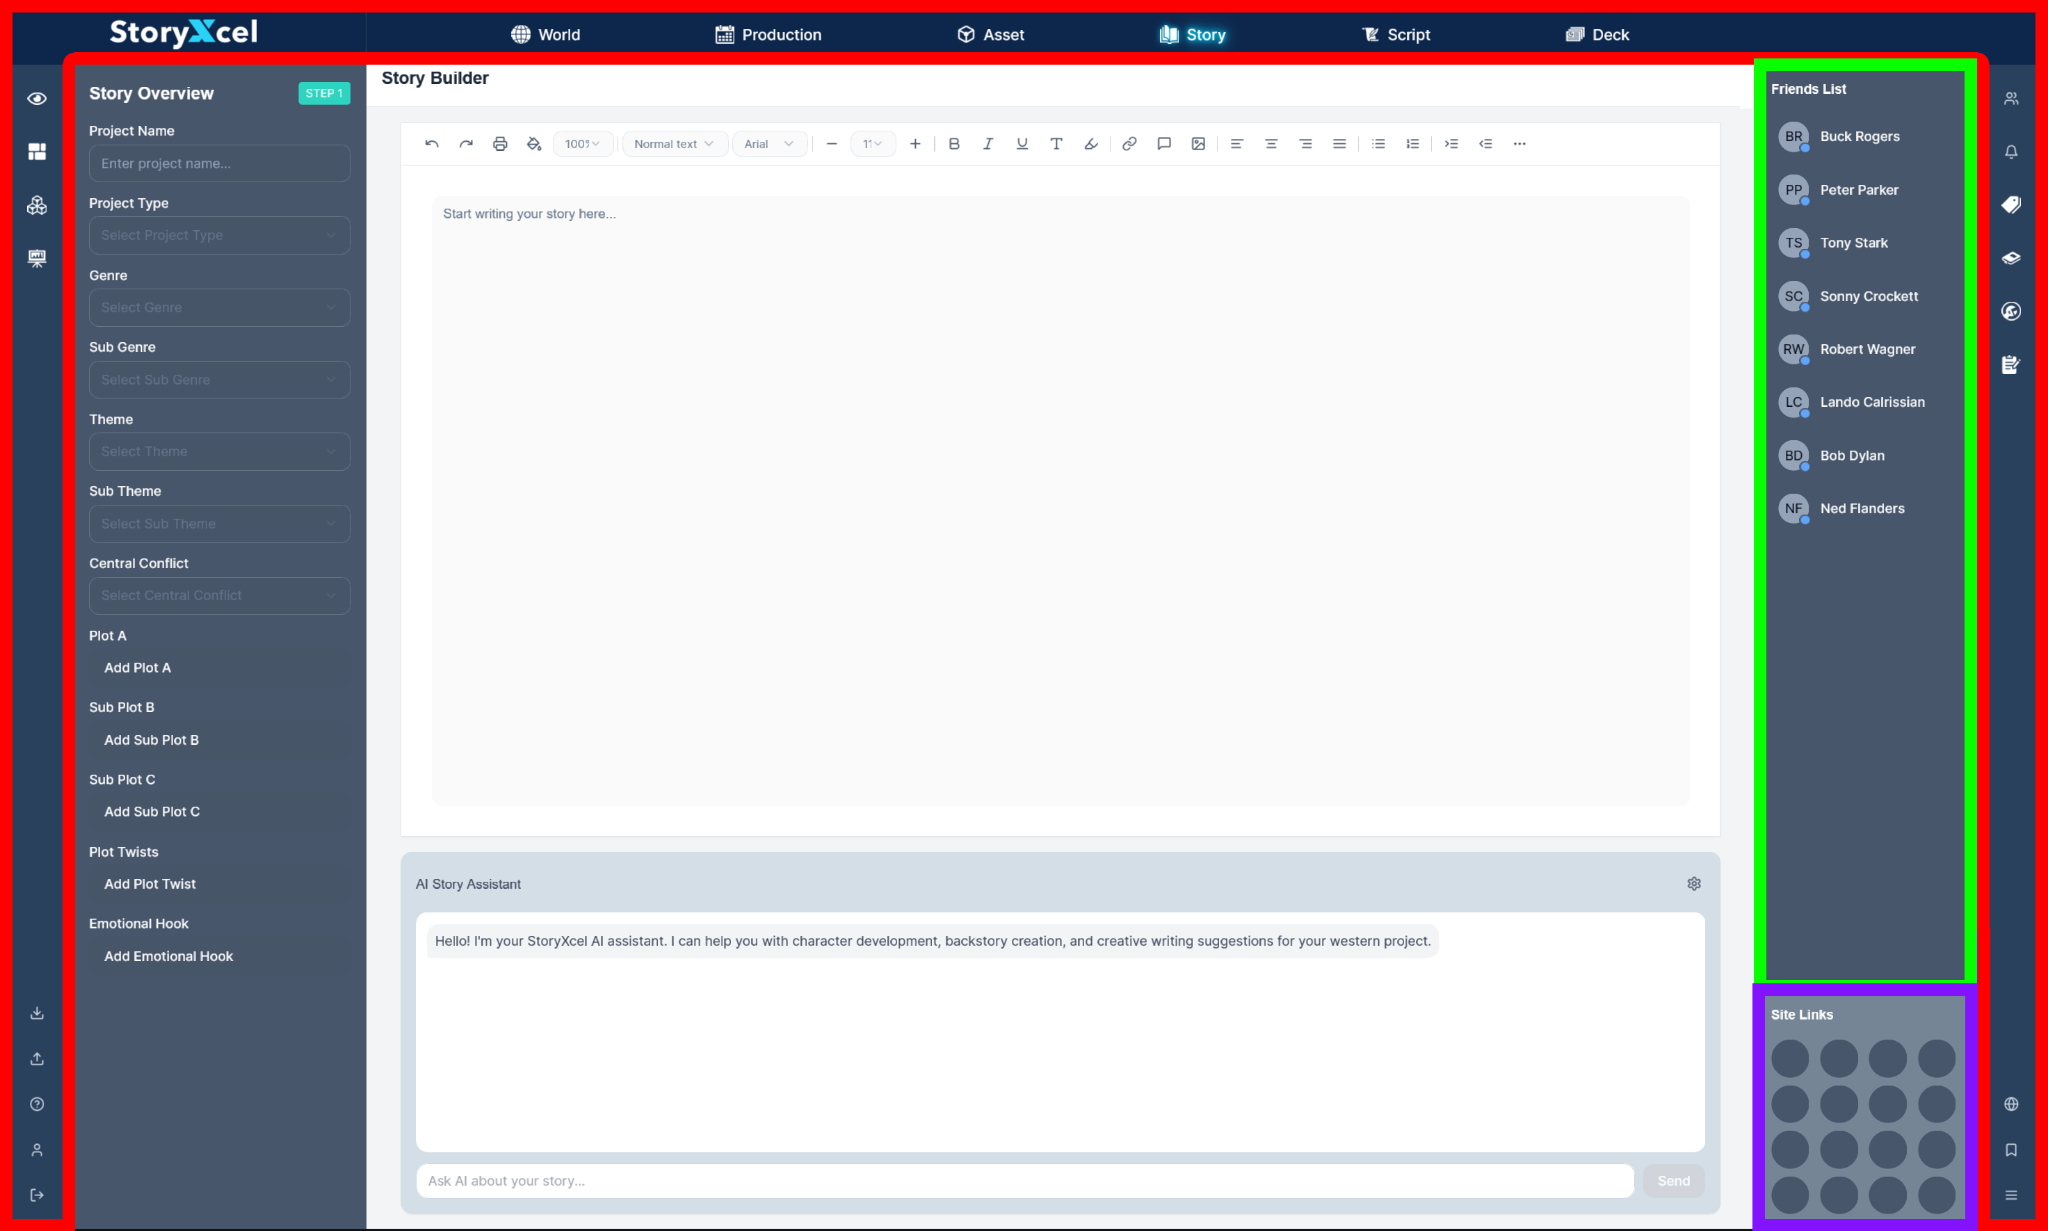 StoryXcel
World
Production
Asset
Story
Script
Deck
Story Overview
STEP 1
Project Name
Enter project name...
Project Type
Select Project Type
Genre
Select Genre
Sub Genre
Select Sub Genre
Theme
Select Theme
Sub Theme
Select Sub Theme
Central Conflict
Select Central Conflict
Plot A
Add Plot A
Sub Plot B
Add Sub Plot B
Sub Plot C
Add Sub Plot C
Plot Twists
Add Plot Twist
Emotional Hook
Add Emotional Hook
Story Builder
Normal text
Arial
B
I
U
T
Start writing your story here...
AI Story Assistant
Hello! I'm your StoryXcel AI assistant. I can help you with character development, backstory creation, and creative writing suggestions for your western project.
Ask AI about your story...
Send
Friends List
BR Buck Rogers
PP Peter Parker
TS Tony Stark
SC Sonny Crockett
RW Robert Wagner
LC Lando Calrissian
BD Bob Dylan
NF Ned Flanders
Site Links